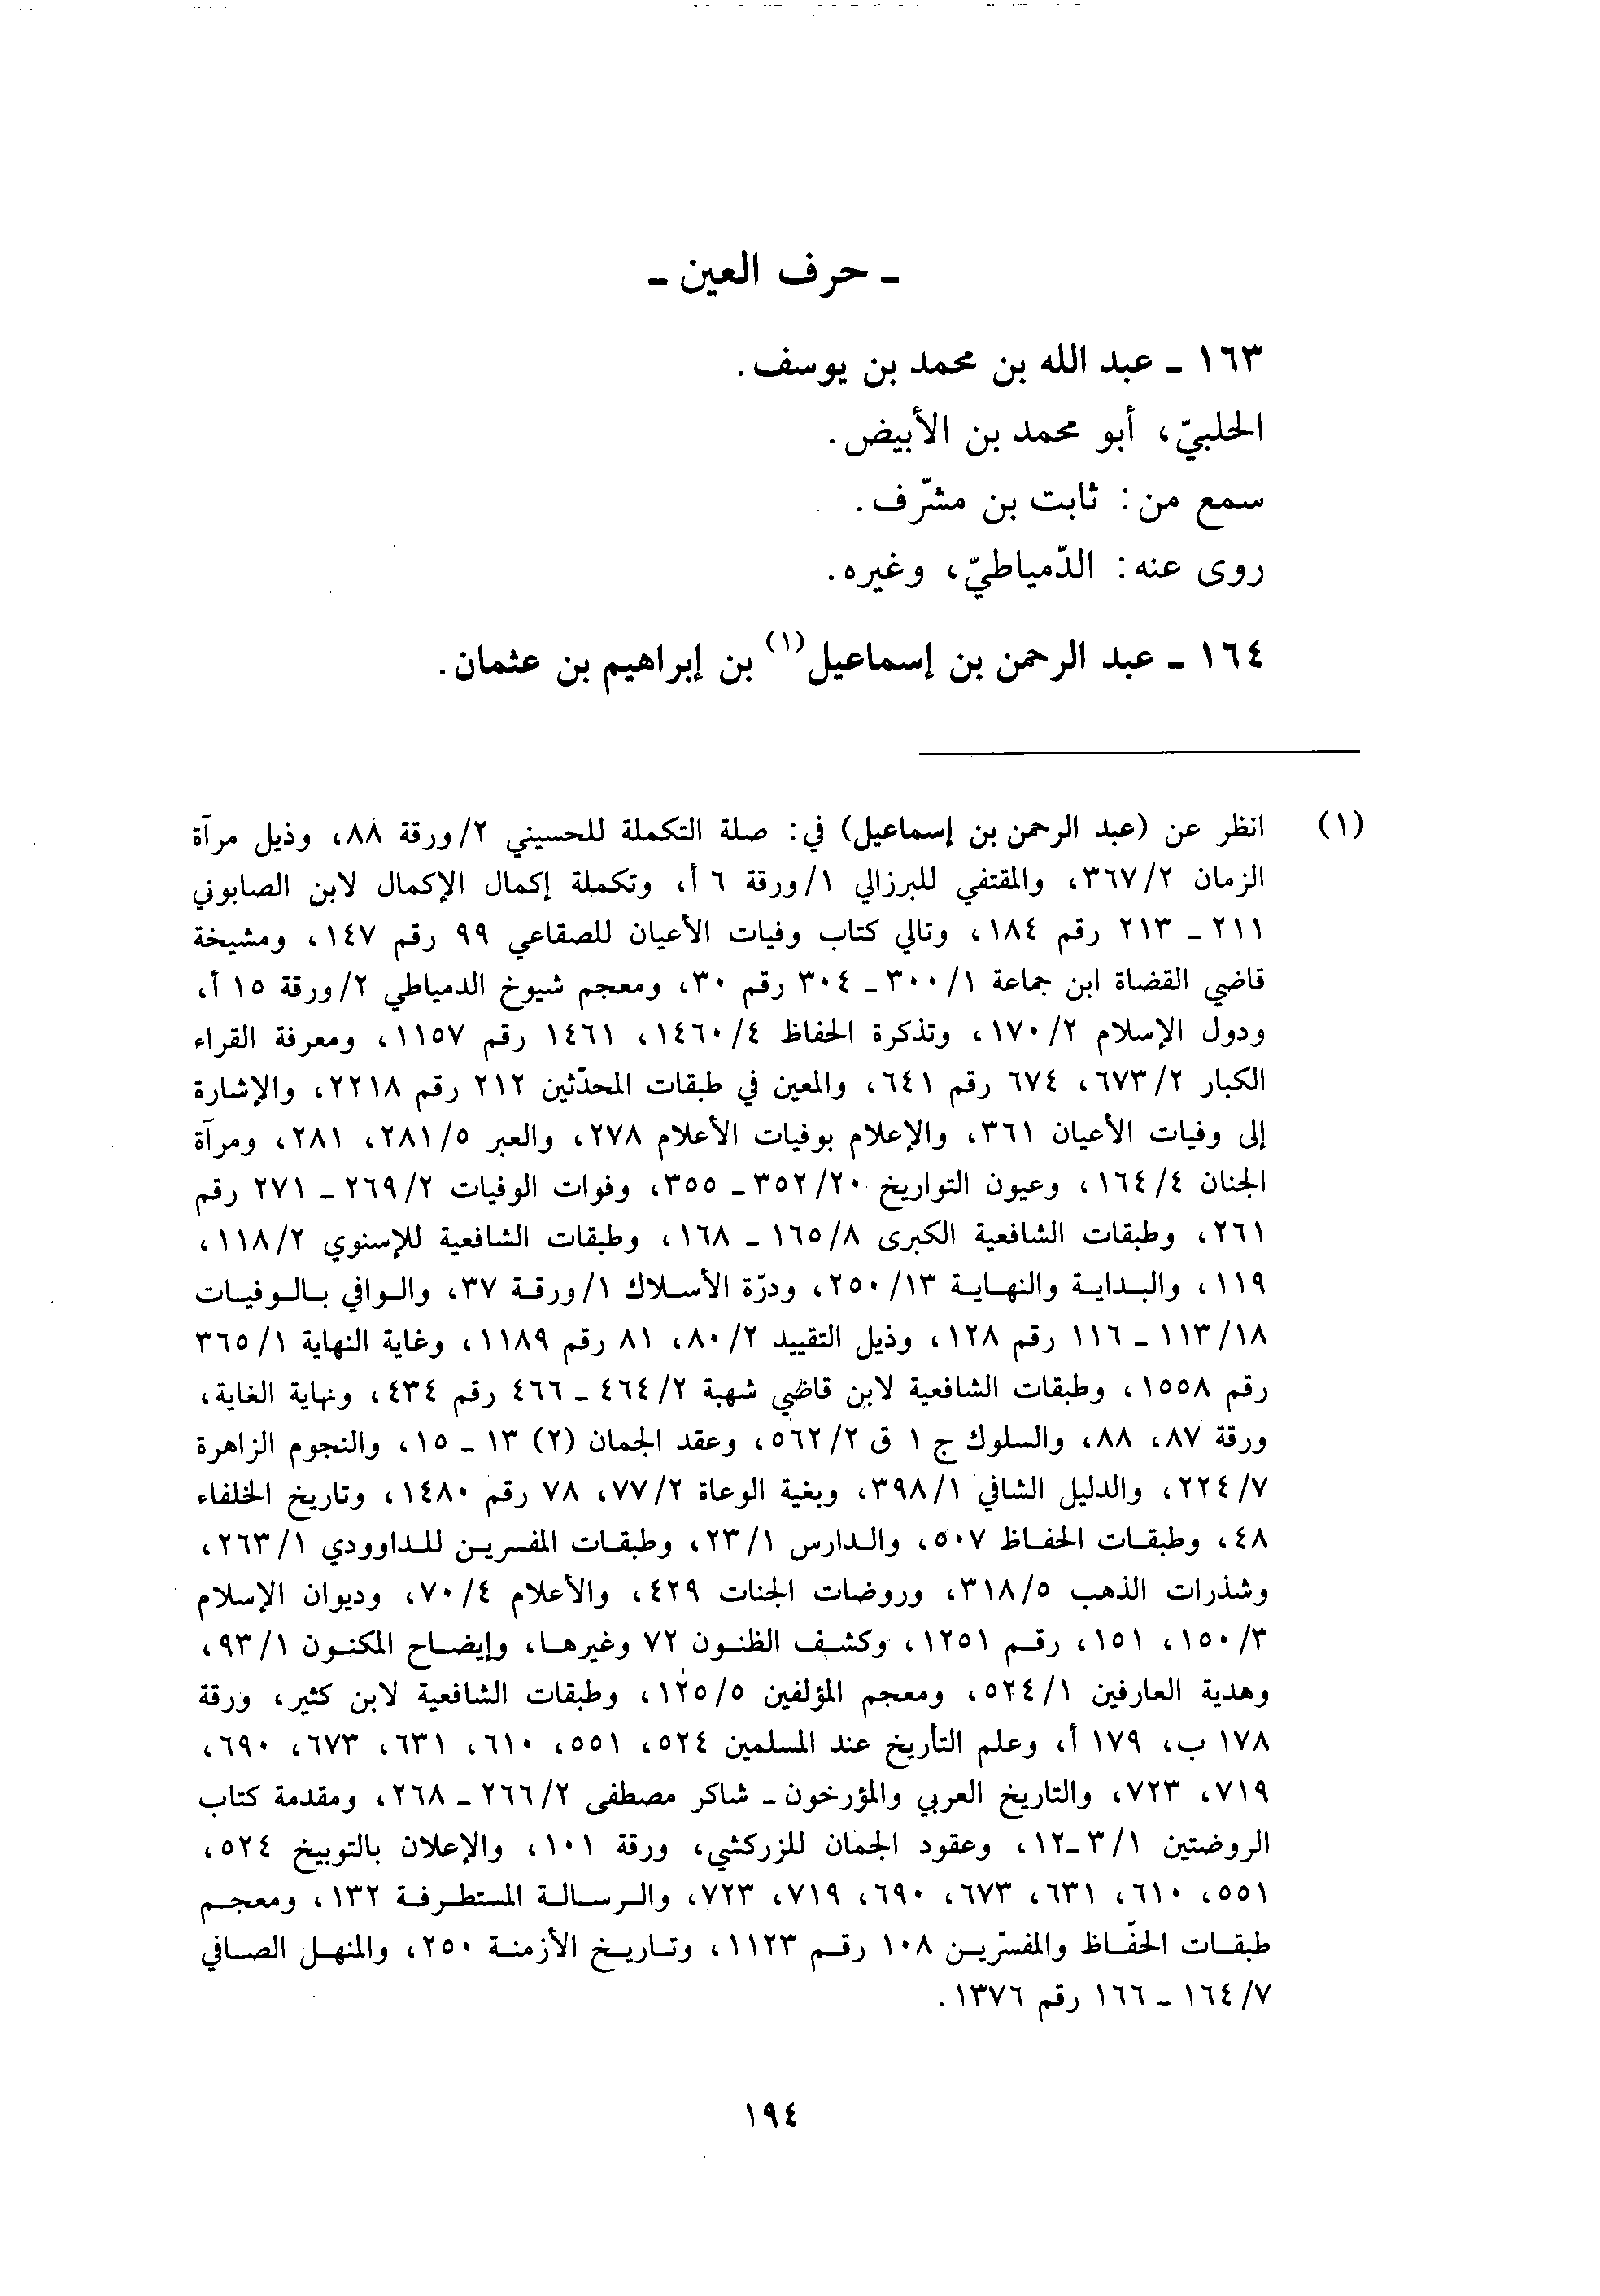 ـ حرف العين ـ
١٦٣ ـ عبد الله بن محمد بن يوسف.
الحلبيّ، أبو محمد بن الأبيض.
سمع من: ثابت بن مشرّف.
روى عنه: الدّمياطيّ، وغيره.
١٦٤ ـ عبد الرحمن بن إسماعيل(١) بن إبراهيم بن عثمان.
(١) انظر عن (عبد الرحمن بن إسماعيل) في: صلة التكملة للحسيني ٢/ورقة ٨٨، وذيل مرآة
الزمان ٣٦٧/٢، والمقتفي للبرزالي ١/ورقة ٦ أ، وتكملة إكمال الإكمال لابن الصابوني
٢١١ ـ ٢١٣ رقم ١٨٤، وتالي كتاب وفيات الأعيان للصقاعي ٩٩ رقم ١٤٧، ومشيخة
قاضي القضاة ابن جماعة ٣٠٠/١ ـ ٣٠٤ رقم ٣٠، ومعجم شيوخ الدمياطي ٢/ورقة ١٥ أ،
ودول الإسلام ١٧٠/٢، وتذكرة الحفاظ ١٤٦٠/٤، ١٤٦١ رقم ١١٥٧، ومعرفة القراء
الكبار ٦٧٣/٢، ٦٧٤ رقم ٦٤١، والمعين في طبقات المحدّثين ٢١٢ رقم ٢٢١٨، والإشارة
إلى وفيات الأعيان ٣٦١، والإعلام بوفيات الأعلام ٢٧٨، والعبر ٢٨١/٥، ٢٨١، ومرآة
الجنان ١٦٤/٤، وعيون التواريخ ٣٥٢/٢٠ ـ ٣٥٥، وفوات الوفيات ٢٦٩/٢ ـ ٢٧١ رقم
٢٦١، وطبقات الشافعية الكبرى ١٦٥/٨ ـ ١٦٨، وطبقات الشافعية للإسنوي ١١٨/٢،
١١٩، والبداية والنهاية ٢٥٠/١٣، ودرّة الأسلاك ١/ورقة ٣٧، والوافي بالوفيات
١١٣/١٨ ـ ١١٦ رقم ١٢٨، وذيل التقييد ٨٠/٢، ٨١ رقم ١١٨٩، وغاية النهاية ٣٦٥/١
رقم ١٥٥٨، وطبقات الشافعية لابن قاضي شهبة ٤٦٤/٢ ـ ٤٦٦ رقم ٤٣٤، ونهاية الغاية،
ورقة ٨٧، ٨٨، والسلوك ج ١ ق ٥٦٢/٢، وعقد الجمان (٢) ١٣ ـ ١٥، والنجوم الزاهرة
٢٢٤/٧، والدليل الشافي ٣٩٨/١، وبغية الوعاة ٧٧/٢، ٧٨ رقم ١٤٨٠، وتاريخ الخلفاء
٤٨، وطبقات الحفاظ ٥٠٧، والدارس ٢٣/١، وطبقات المفسرين للداوودي ٢٦٣/١،
وشذرات الذهب ٣١٨/٥، وروضات الجنات ٤٢٩، والأعلام ٧٠/٤، وديوان الإسلام
١٥٠/٣، ١٥١، رقم ١٢٥١، وكشف الظنون ٧٢ وغيرها، وإيضاح المكنون ٩٣/١،
وهدية العارفين ٥٢٤/١، ومعجم المؤلفين ١٢٥/٥، وطبقات الشافعية لابن كثير، ورقة
١٧٨ ب، ١٧٩ أ، وعلم التأريخ عند المسلمين ٥٢٤، ٥٥١، ٦١٠، ٦٣١، ٦٧٣، ٦٩٠،
٧١٩، ٧٢٣، والتاريخ العربي والمؤرخون ـ شاكر مصطفى ٢٦٦/٢ ـ ٢٦٨، ومقدمة كتاب
الروضتين ٣/١ ـ١٢، وعقود الجمان للزركشي، ورقة ١٠١، والإعلان بالتوبيخ ٥٢٤،
٥٥١، ٦١٠، ٦٣١، ٦٧٣، ٦٩٠، ٧١٩، ٧٢٣، والرسالة المستطرفة ١٣٢، ومعجم
طبقات الحفّاظ والمفسّرين ١٠٨ رقم ١١٢٣، وتاريخ الأزمنة ٢٥٠، والمنهل الصافي
١٦٤/٧ ـ ١٦٦ رقم ١٣٧٦.
١٩٤